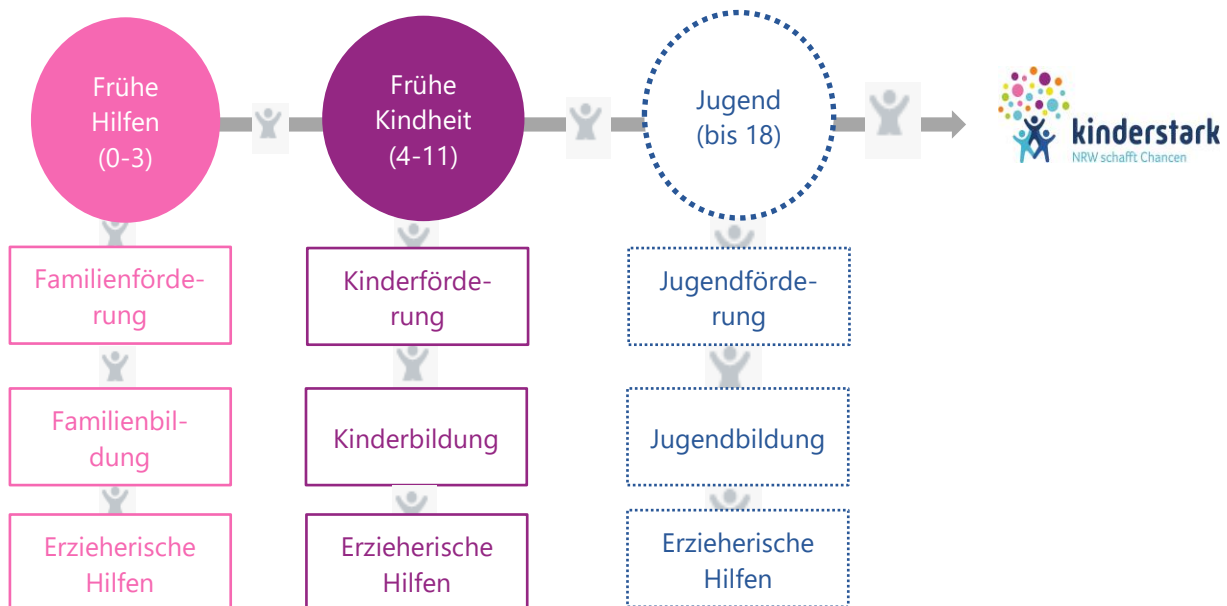 Frühe
Hilfen
(0-3)
Frühe
Kindheit
(4-11)
Jugend
(bis 18)
kinderstark
NRW schafft Chancen
Familienförde-
rung
Kinderförde-
rung
Jugendförde-
rung
Familienbil-
dung
Kinderbildung
Jugendbildung
Erzieherische
Hilfen
Erzieherische
Hilfen
Erzieherische
Hilfen